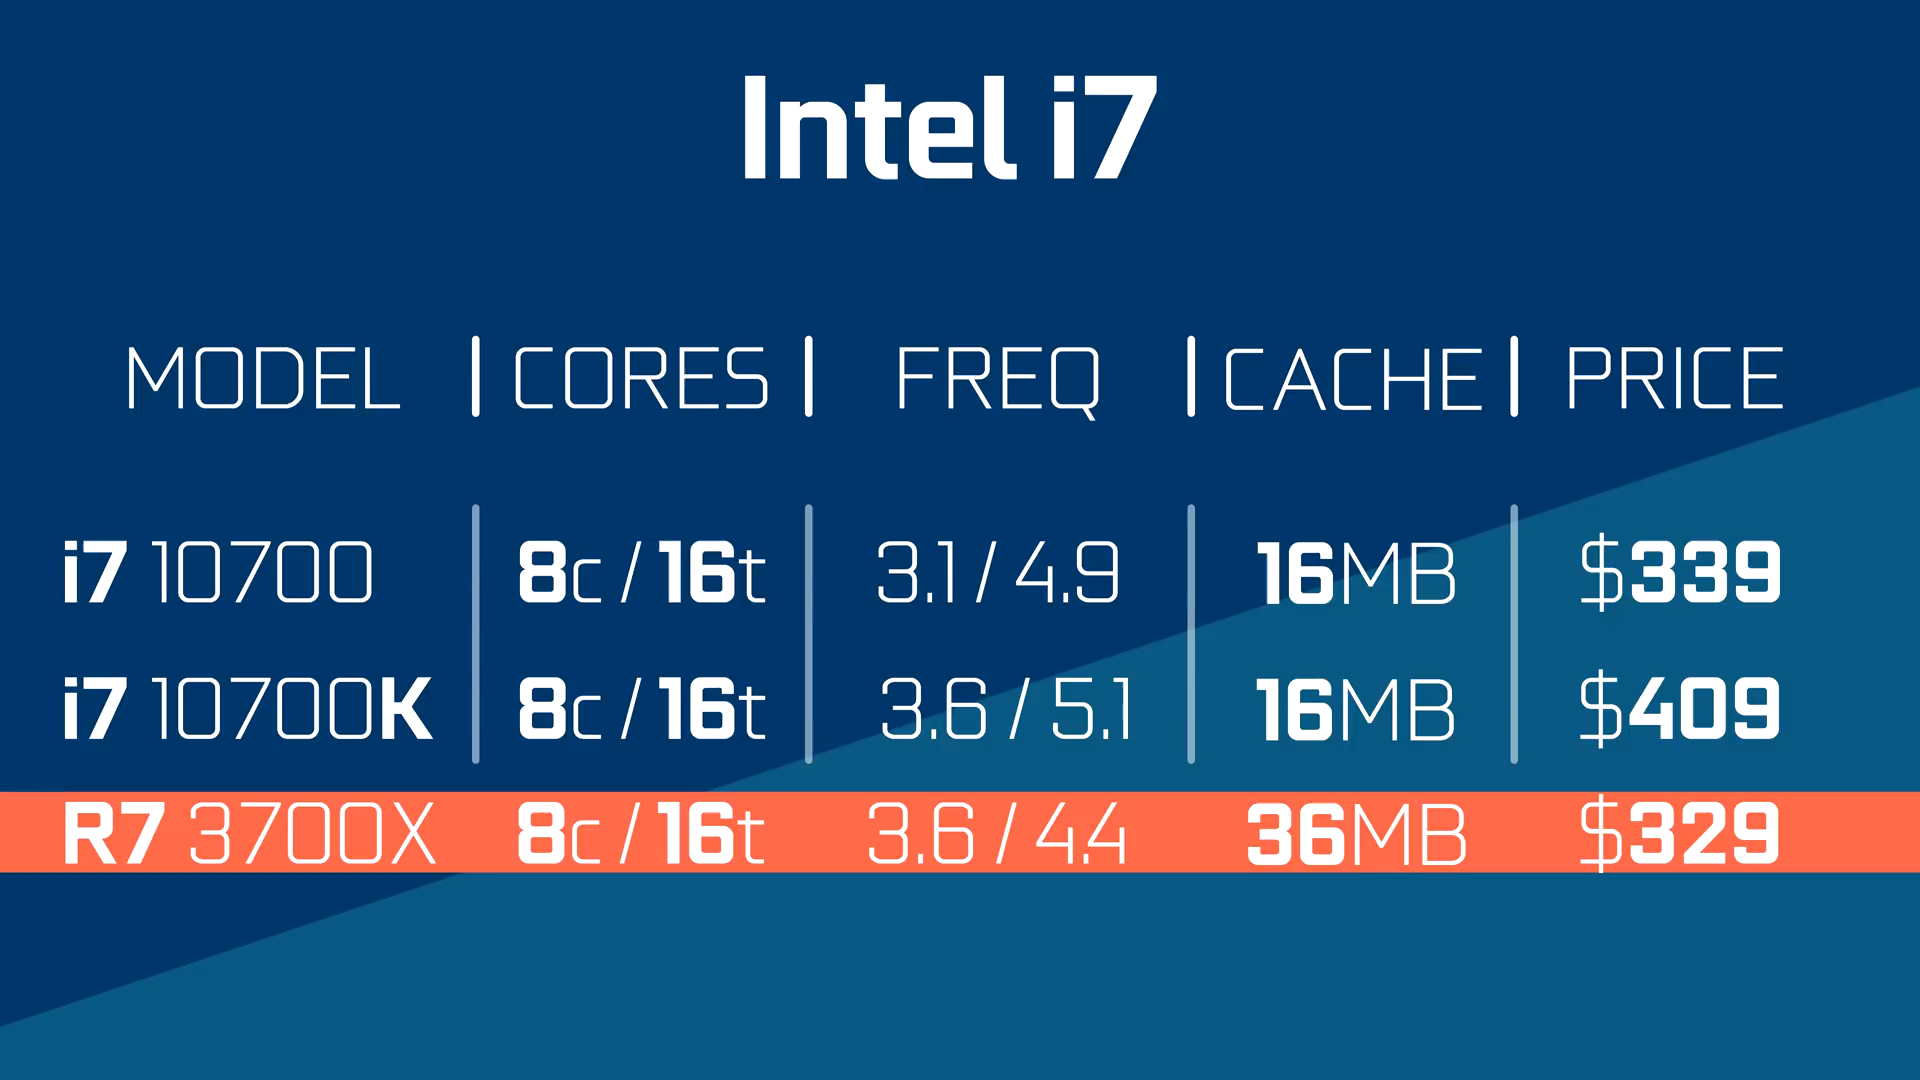 Intel i7
MODEL | CORES | FREQ | CACHE | PRICE
i7 10700 8c / 16t 3.1 / 4.9 16MB $339
i7 10700K 8c / 16t 3.6 / 5.1 16MB $409
R7 3700X 8c / 16t 3.6 / 4.4 36MB $329